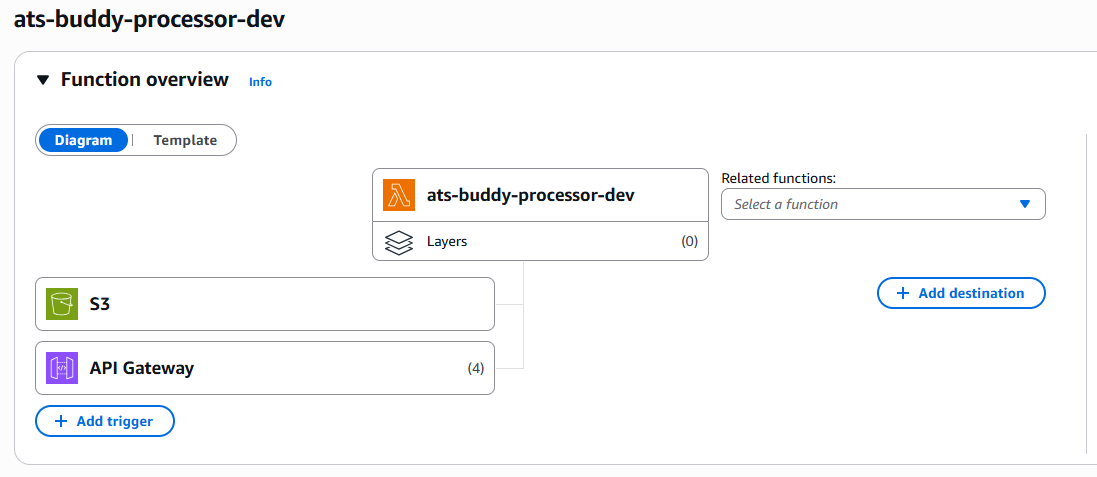 ats-buddy-processor-dev
Function overview Info
Diagram Template
ats-buddy-processor-dev
Layers (0)
Related functions:
Select a function
S3
Add destination
API Gateway (4)
Add trigger